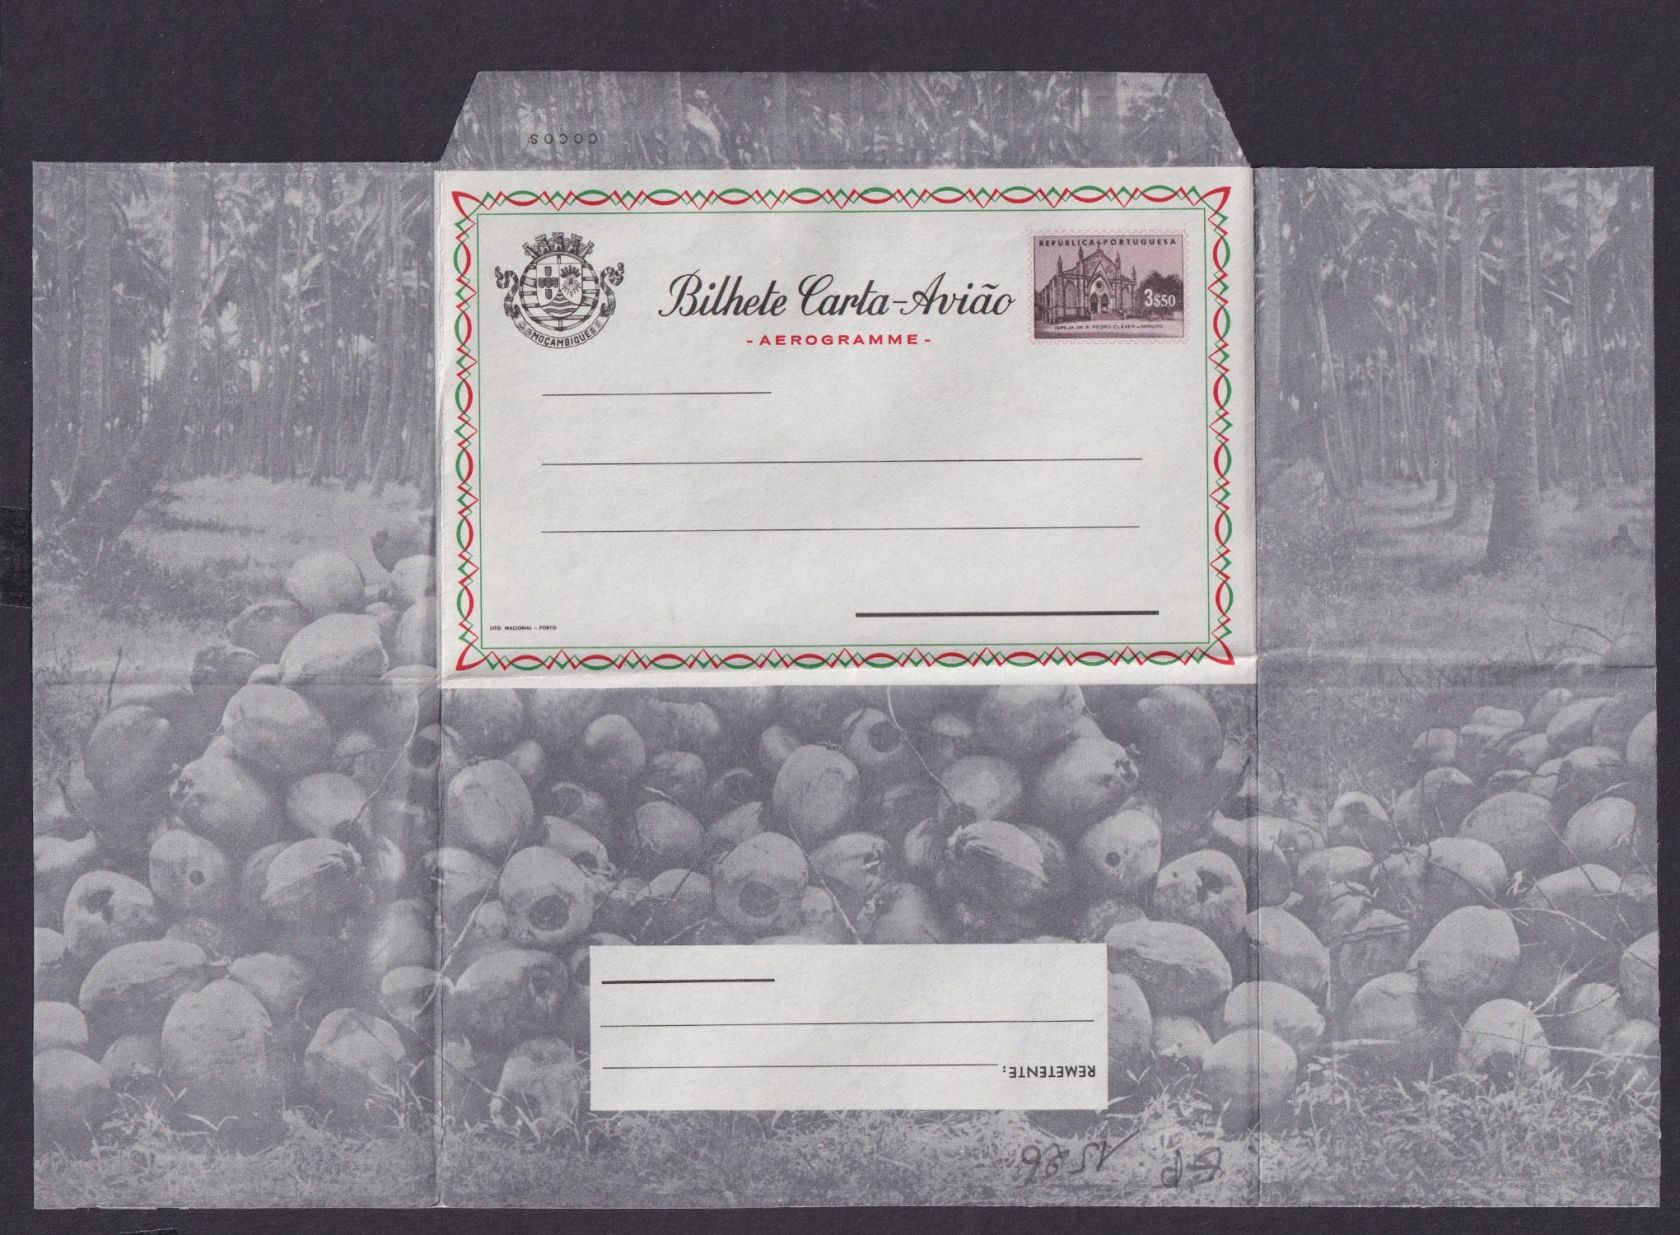 COCOS
REPÚBLICA PORTUGUESA
3$50
IGREJA DE S. PEDRO CLAVER-
MOÇAMBIQUE
Bilhete Carta-Avião
- AEROGRAMME -
LITO. NACIONAL — PORTO
REMETENTE: